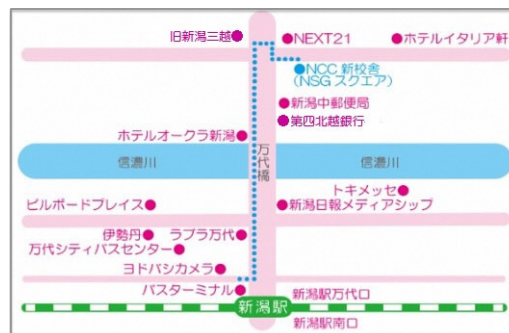 旧新潟三越
NEXT21
ホテルイタリア軒
NCC 新校舎
(NSG スクエア)
新潟中郵便局
第四北越銀行
ホテルオークラ新潟
万代橋
信濃川
信濃川
トキメッセ
ビルボードプレイス
新潟日報メディアシップ
伊勢丹
ラブラ万代
万代シティバスセンター
ヨドバシカメラ
バスターミナル
新潟駅
新潟駅万代口
新潟駅南口